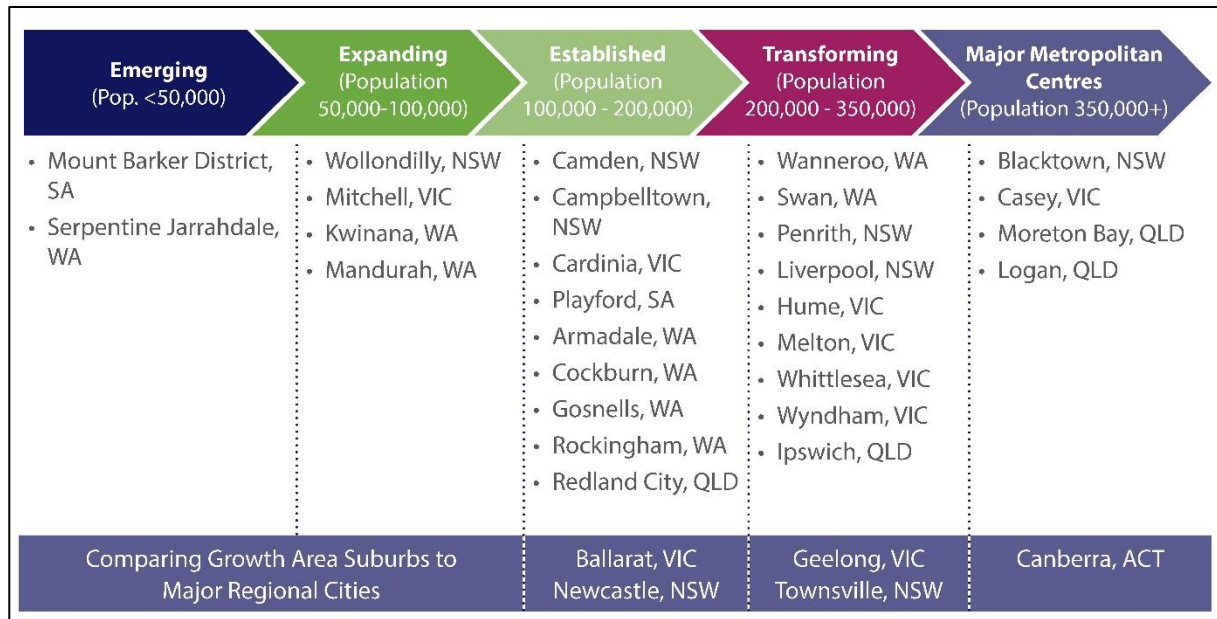 Emerging
(Pop. <50,000)
Expanding
(Population
50,000-100,000)
Established
(Population
100,000 - 200,000)
Transforming
(Population
200,000 - 350,000)
Major Metropolitan
Centres
(Population 350,000+)
• Mount Barker District,
SA
• Serpentine Jarrahdale,
WA
• Wollondilly, NSW
• Mitchell, VIC
• Kwinana, WA
• Mandurah, WA
• Camden, NSW
• Campbelltown,
NSW
• Cardinia, VIC
• Playford, SA
• Armadale, WA
• Cockburn, WA
• Gosnells, WA
• Rockingham, WA
• Redland City, QLD
• Wanneroo, WA
• Swan, WA
• Penrith, NSW
• Liverpool, NSW
• Hume, VIC
• Melton, VIC
• Whittlesea, VIC
• Wyndham, VIC
• Ipswich, QLD
• Blacktown, NSW
• Casey, VIC
• Moreton Bay, QLD
• Logan, QLD
Comparing Growth Area Suburbs to
Major Regional Cities
Ballarat, VIC
Newcastle, NSW
Geelong, VIC
Townsville, NSW
Canberra, ACT